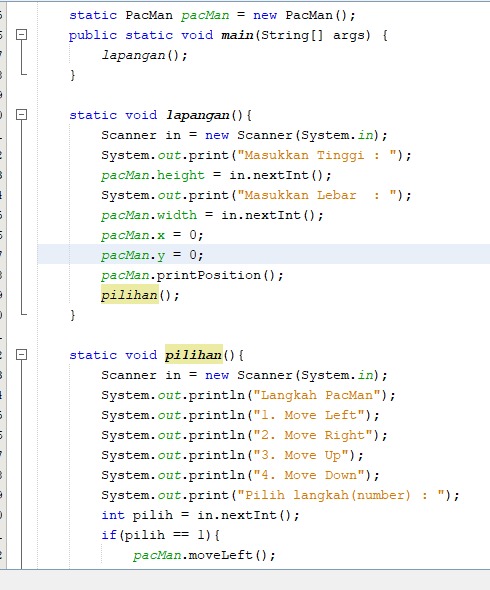 static PacMan pacMan = new PacMan();
public static void main(String[] args) {
lapangan();
}
static void lapangan(){
Scanner in = new Scanner(System.in);
System.out.print("Masukkan Tinggi : ");
pacMan.height = in.nextInt();
System.out.print("Masukkan Lebar  : ");
pacMan.width = in.nextInt();
pacMan.x = 0;
pacMan.y = 0;
pacMan.printPosition();
pilihan();
}
static void pilihan(){
Scanner in = new Scanner(System.in);
System.out.println("Langkah PacMan");
System.out.println("1. Move Left");
System.out.println("2. Move Right");
System.out.println("3. Move Up");
System.out.println("4. Move Down");
System.out.print("Pilih langkah(number) : ");
int pilih = in.nextInt();
if(pilih == 1){
pacMan.moveLeft();